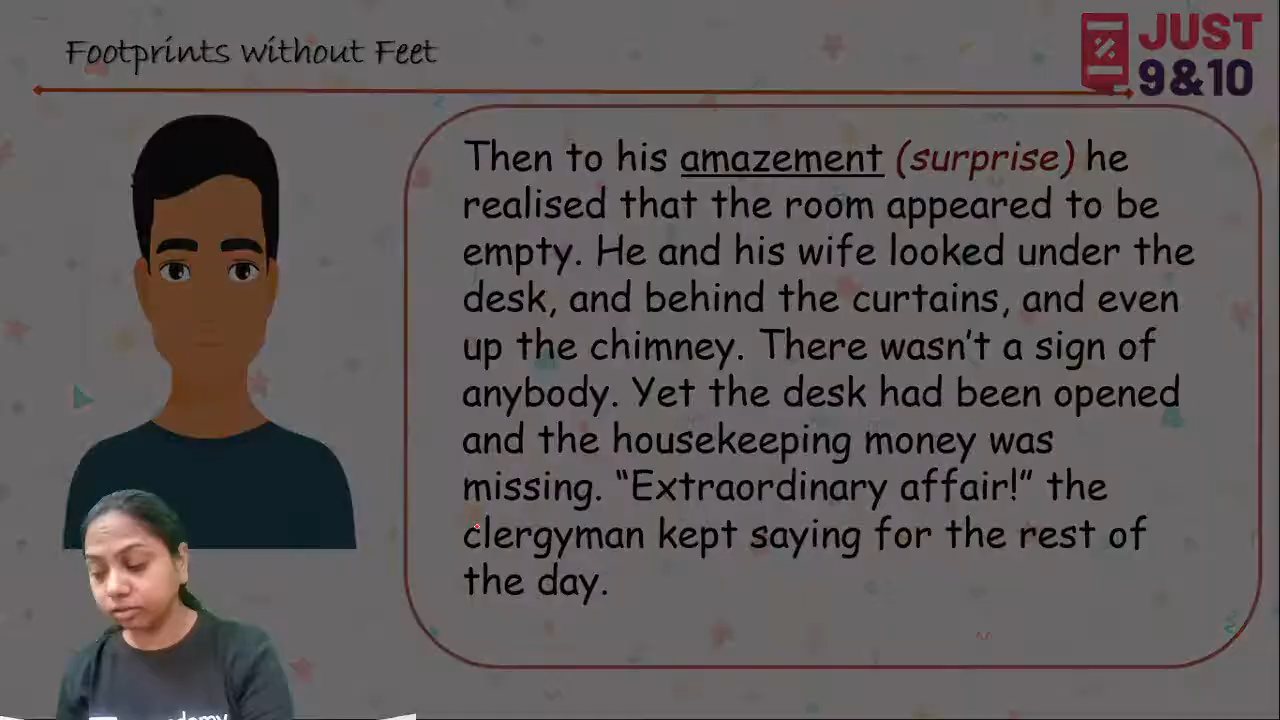 Footprints without Feet
JUST
9&10
Then to his amazement (surprise) he
realised that the room appeared to be
empty. He and his wife looked under the
desk, and behind the curtains, and even
up the chimney. There wasn't a sign of
anybody. Yet the desk had been opened
and the housekeeping money was
missing. “Extraordinary affair!” the
clergyman kept saying for the rest of
the day.